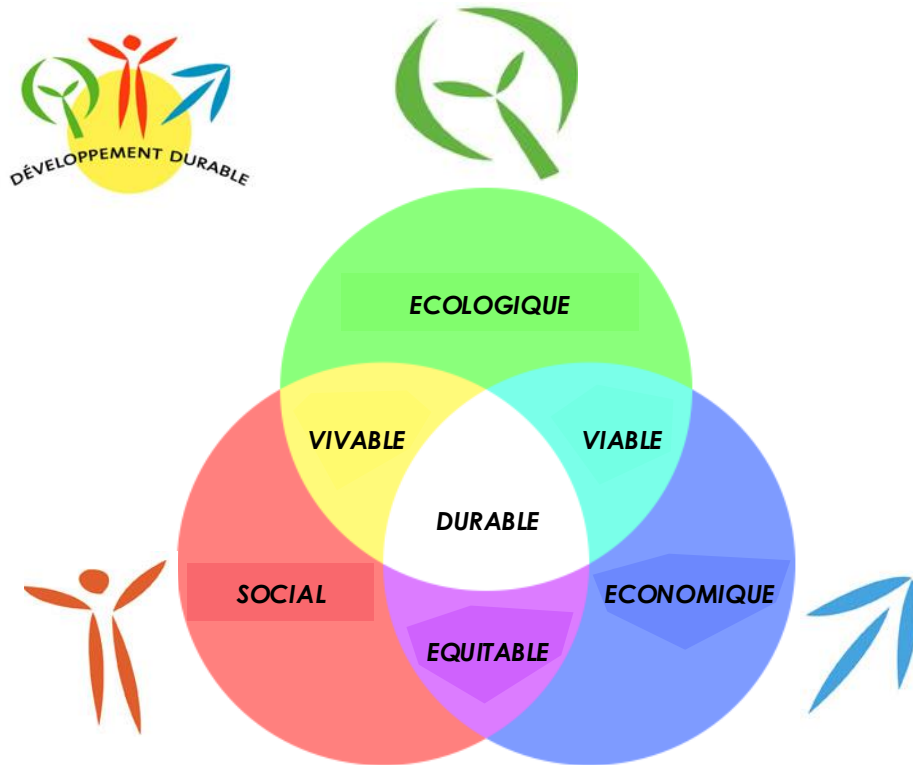 DÉVELOPPEMENT DURABLE
ECOLOGIQUE
VIVABLE
VIABLE
DURABLE
SOCIAL
ECONOMIQUE
EQUITABLE